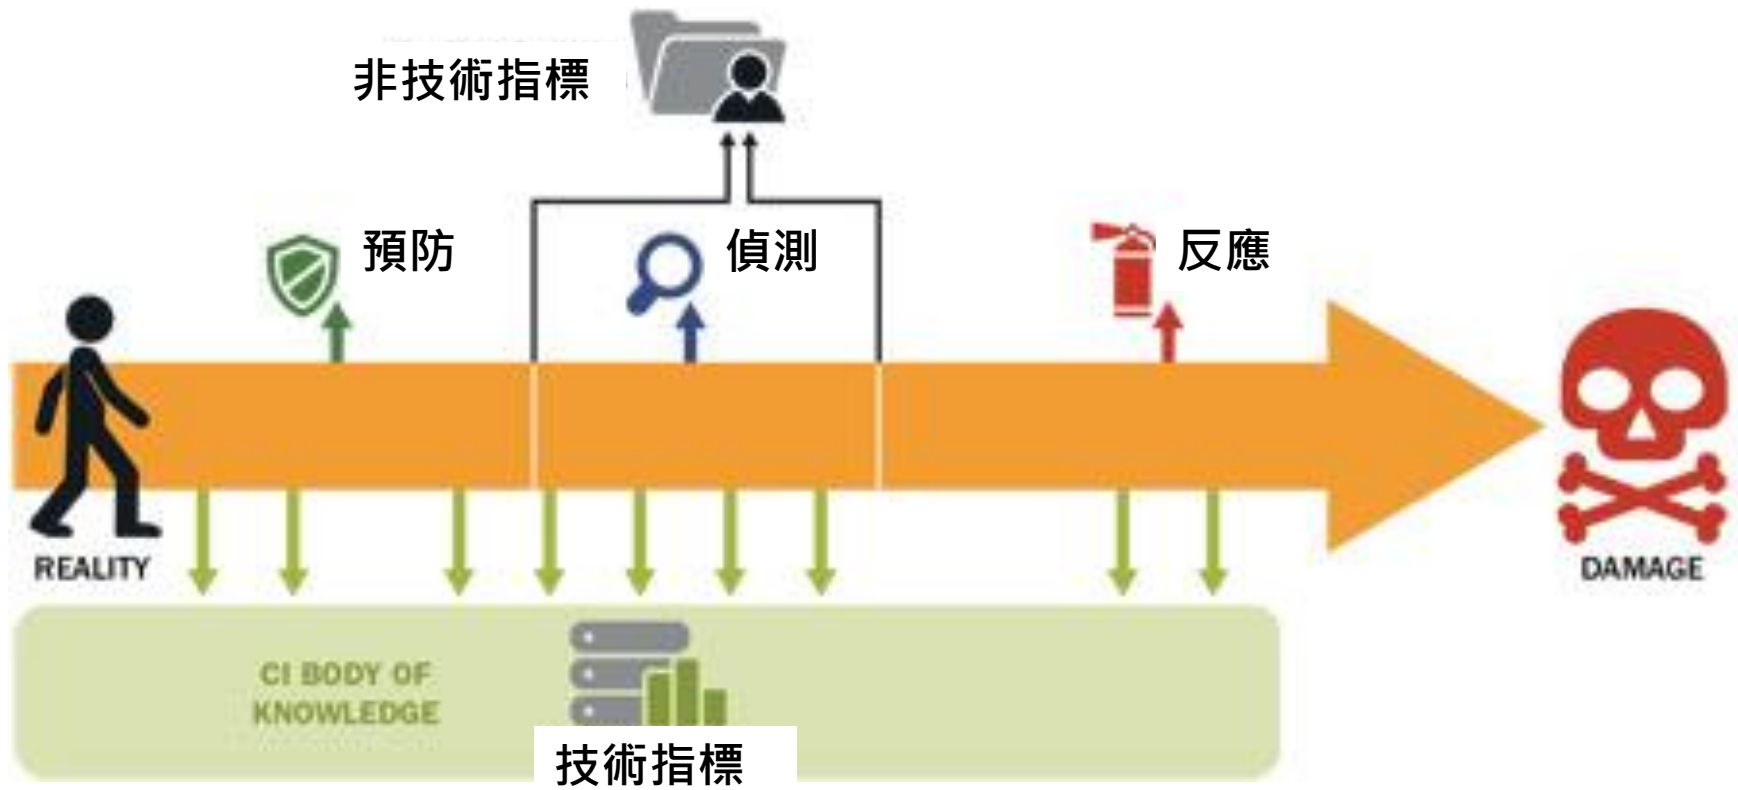 非技術指標
預防
偵測
反應
REALITY
DAMAGE
CI BODY OF
KNOWLEDGE
技術指標